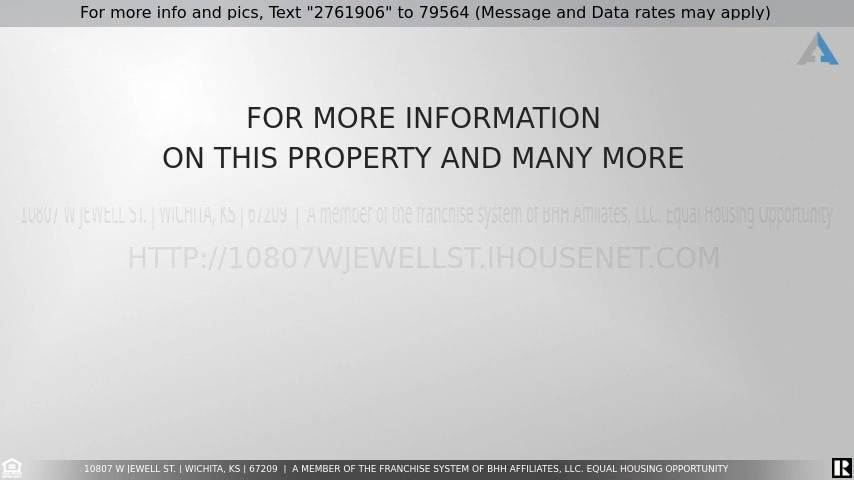 For more info and pics, Text "2761906" to 79564 (Message and Data rates may apply)
FOR MORE INFORMATION
ON THIS PROPERTY AND MANY MORE
10807 W JEWELL ST. | WICHITA, KS | 67209 | A member of the franchise system of BHH Affiliates, LLC. Equal Housing Opportunity
HTTP://10807WJEWELLST.IHOUSENET.COM
10807 W JEWELL ST. | WICHITA, KS | 67209 | A MEMBER OF THE FRANCHISE SYSTEM OF BHH AFFILIATES, LLC. EQUAL HOUSING OPPORTUNITY